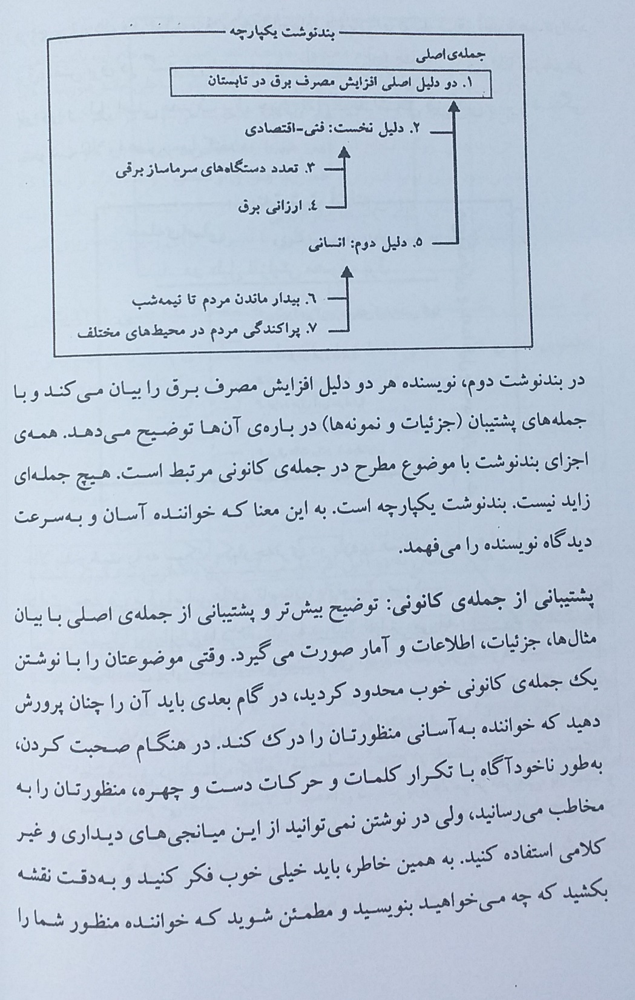 بندنوشت یکپارچه
جمله‌ی اصلی
۱. دو دلیل اصلی افزایش مصرف برق در تابستان
۲. دلیل نخست: فنی-اقتصادی
۳. تعدد دستگاه‌های سرماساز برقی
۴. ارزانی برق
۵. دلیل دوم: انسانی
۶. بیدار ماندن مردم تا نیمه‌شب
۷. پراکندگی مردم در محیط‌های مختلف
در بندنوشت دوم، نویسنده هر دو دلیل افزایش مصرف برق را بیان می‌کند و با
جمله‌های پشتیبان (جزئیات و نمونه‌ها) در باره‌ی آن‌ها توضیح می‌دهد. همه‌ی
اجزای بندنوشت با موضوع مطرح در جمله‌ی کانونی مرتبط است. هیچ جمله‌ای
زاید نیست. بندنوشت یکپارچه است. به این معنا که خواننده آسان و به‌سرعت
دیدگاه نویسنده را می‌فهمد.
پشتیبانی از جمله‌ی کانونی: توضیح بیش‌تر و پشتیبانی از جمله‌ی اصلی با بیان
مثال‌ها، جزئیات، اطلاعات و آمار صورت می‌گیرد. وقتی موضوعتان را با نوشتن
یک جمله‌ی کانونی خوب محدود کردید، در گام بعدی باید آن را چنان پرورش
دهید که خواننده به‌آسانی منظورتان را درک کند. در هنگام صحبت کردن،
به‌طور ناخودآگاه با تکرار کلمات و حرکات دست و چهره، منظورتان را به
مخاطب می‌رسانید، ولی در نوشتن نمی‌توانید از این میانجی‌های دیداری و غیر
کلامی استفاده کنید. به همین خاطر، باید خیلی خوب فکر کنید و به‌دقت نقشه
بکشید که چه می‌خواهید بنویسید و مطمئن شوید که خواننده منظور شما را